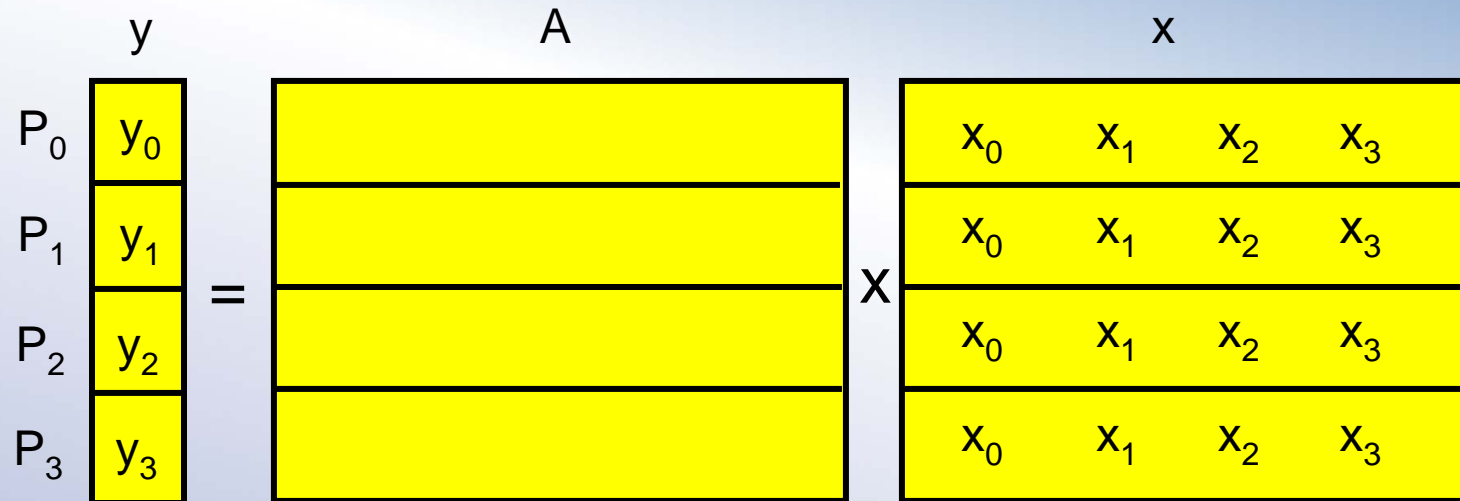 y A x
P₀ y₀ x₀ x₁ x₂ x₃
P₁ y₁ x₀ x₁ x₂ x₃
= x
P₂ y₂ x₀ x₁ x₂ x₃
P₃ y₃ x₀ x₁ x₂ x₃